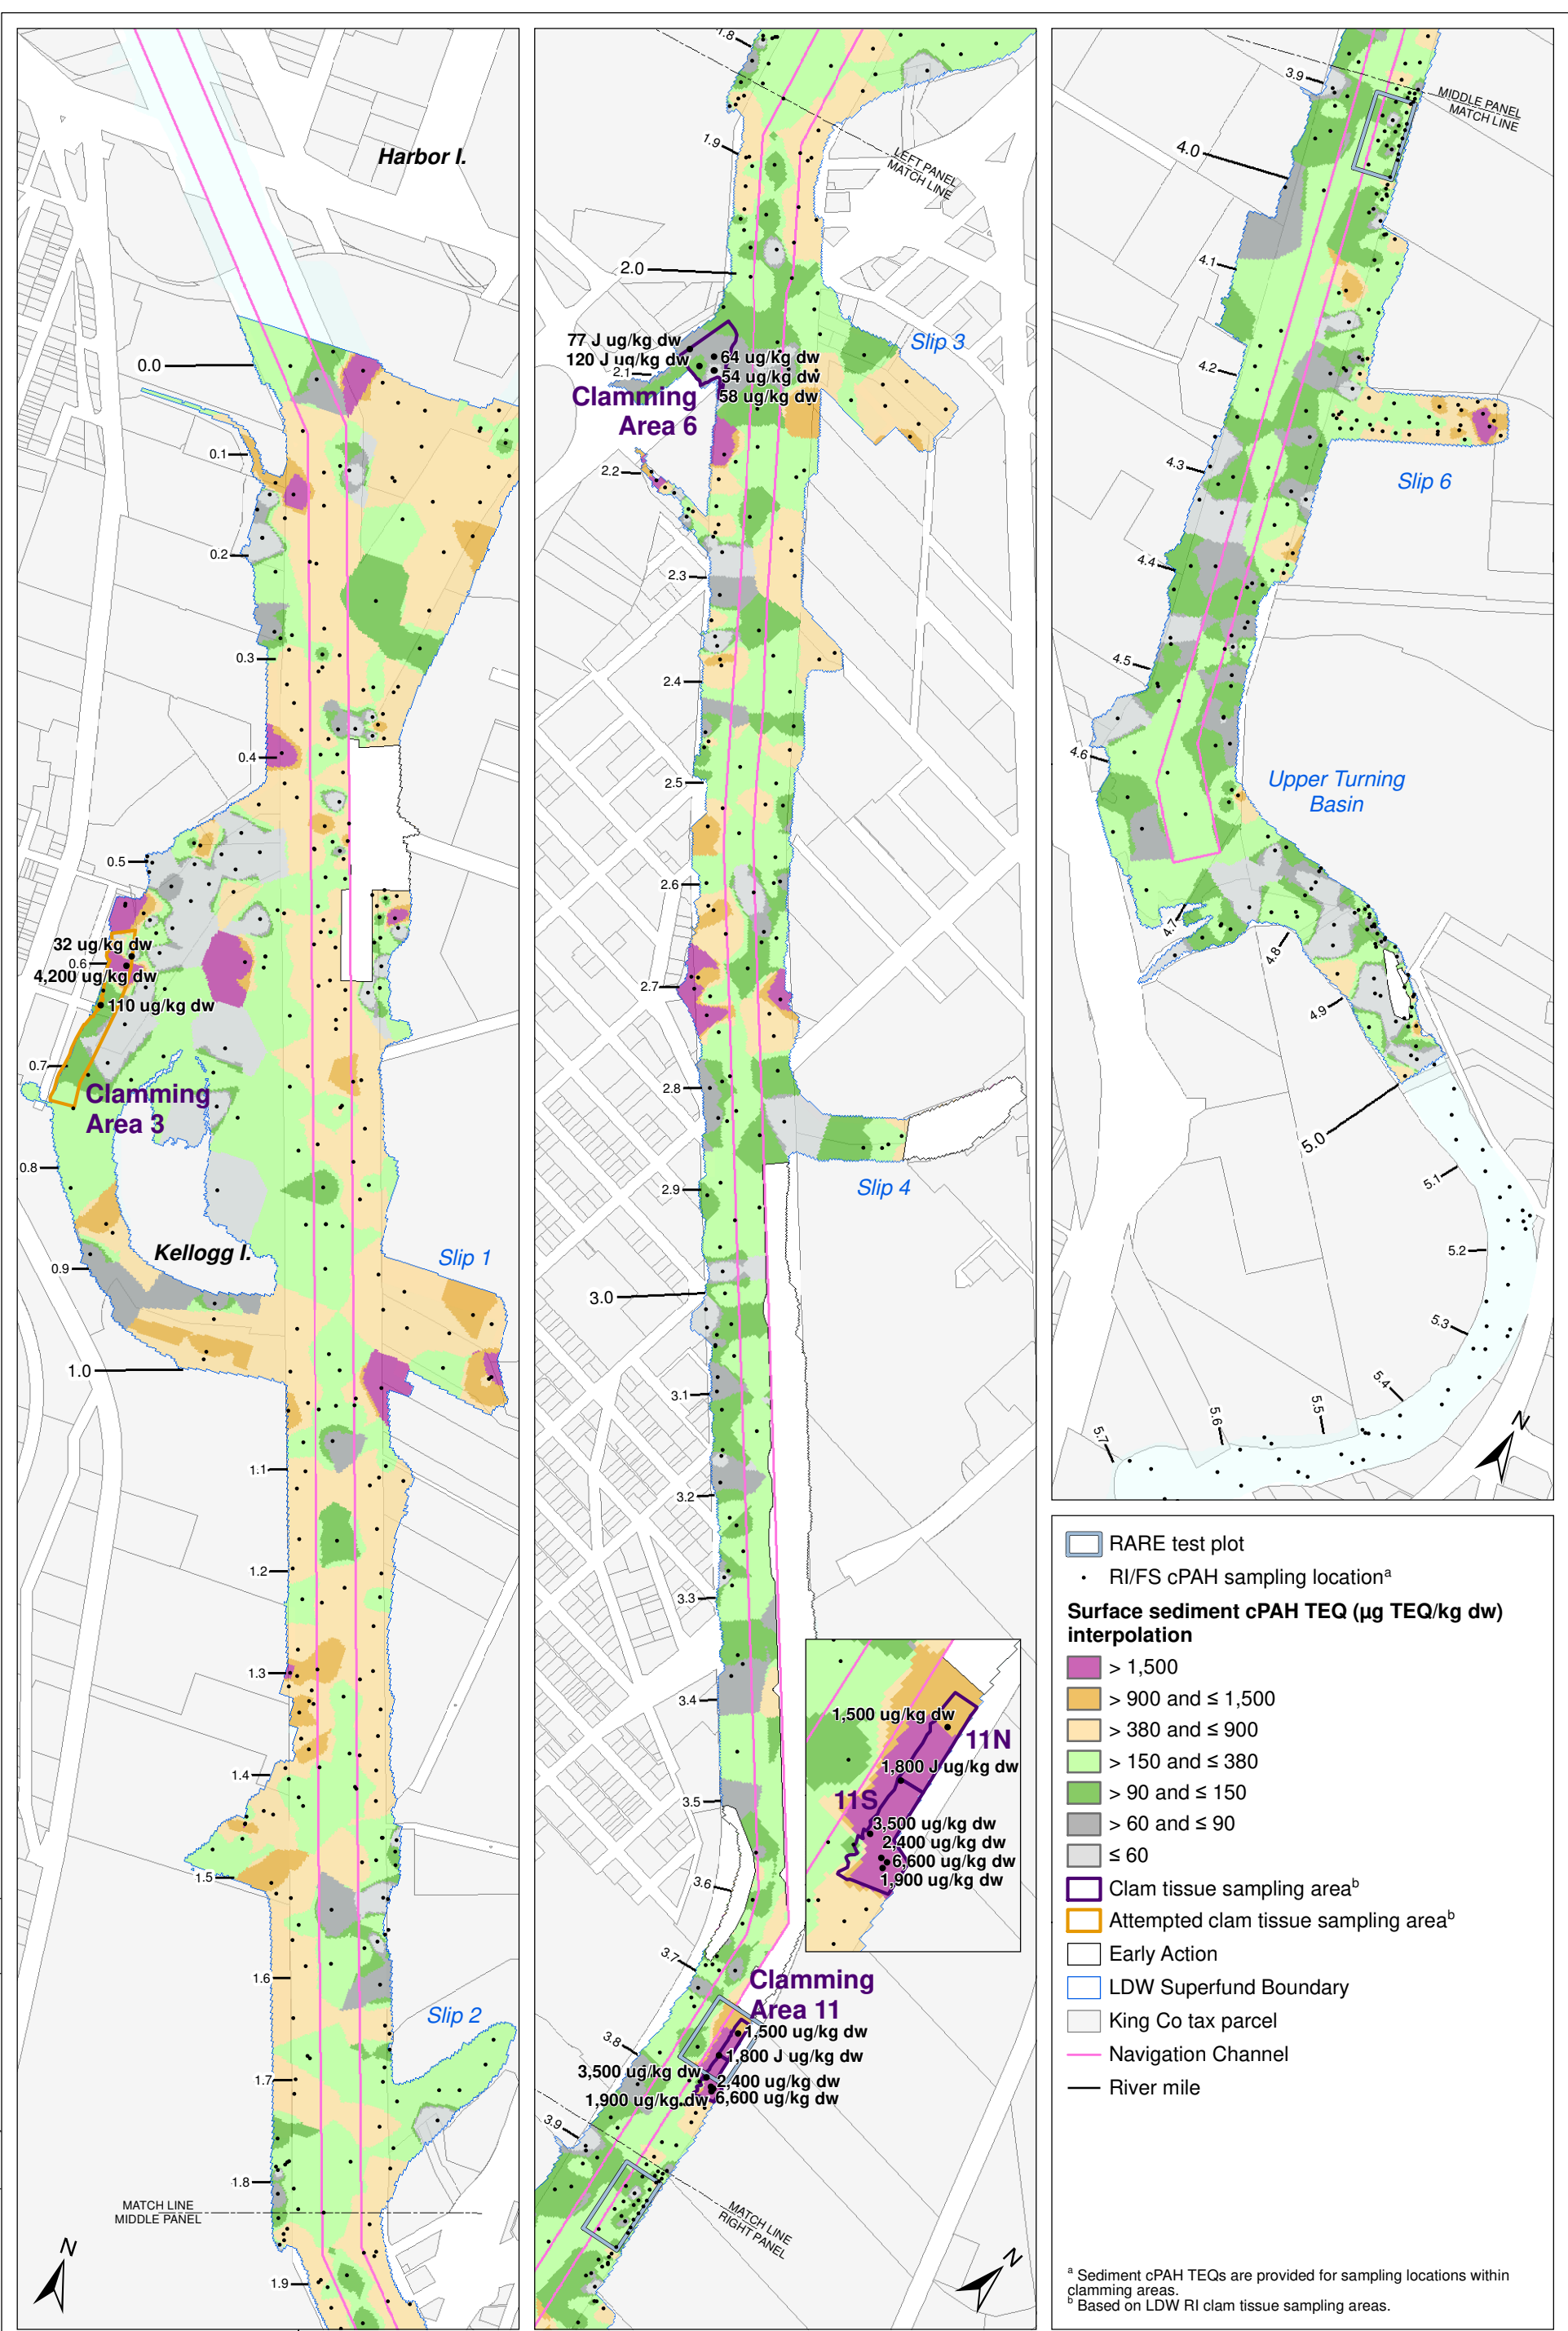 Harbor I.
0.0
0.1
0.2
0.3
0.4
0.5
32 ug/kg dw
0.6
4,200 ug/kg dw
110 ug/kg dw
0.7
Clamming
Area 3
0.8
Kellogg I.
0.9
Slip 1
1.0
1.1
1.2
1.3
1.4
1.5
1.6
Slip 2
1.7
1.8
MATCH LINE
MIDDLE PANEL
N
1.9
1.8
1.9
LEFT PANEL
MATCH LINE
2.0
77 J ug/kg dw
120 J ug/kg dw
64 ug/kg dw
54 ug/kg dw
58 ug/kg dw
2.1
Slip 3
Clamming
Area 6
2.2
2.3
2.4
2.5
2.6
2.7
2.8
2.9
Slip 4
3.0
3.1
3.2
3.3
3.4
1,500 ug/kg dw
11N
1,800 J ug/kg dw
11S
3,500 ug/kg dw
2,400 ug/kg dw
6,600 ug/kg dw
1,900 ug/kg dw
3.5
3.6
3.7
Clamming
Area 11
1,500 ug/kg dw
3.8
1,800 J ug/kg dw
3,500 ug/kg dw
2,400 ug/kg dw
1,900 ug/kg dw
6,600 ug/kg dw
3.9
MATCH LINE
RIGHT PANEL
N
3.9
MIDDLE PANEL
MATCH LINE
4.0
4.1
4.2
4.3
Slip 6
4.4
4.5
4.6
Upper Turning
Basin
4.7
4.8
4.9
5.0
5.1
5.2
5.3
5.4
5.5
5.6
5.7
N
RARE test plot
RI/FS cPAH sampling locationa
Surface sediment cPAH TEQ (µg TEQ/kg dw)
interpolation
> 1,500
> 900 and ≤ 1,500
> 380 and ≤ 900
> 150 and ≤ 380
> 90 and ≤ 150
> 60 and ≤ 90
≤ 60
Clam tissue sampling areab
Attempted clam tissue sampling areab
Early Action
LDW Superfund Boundary
King Co tax parcel
Navigation Channel
River mile
a Sediment cPAH TEQs are provided for sampling locations within
clamming areas.
b Based on LDW RI clam tissue sampling areas.